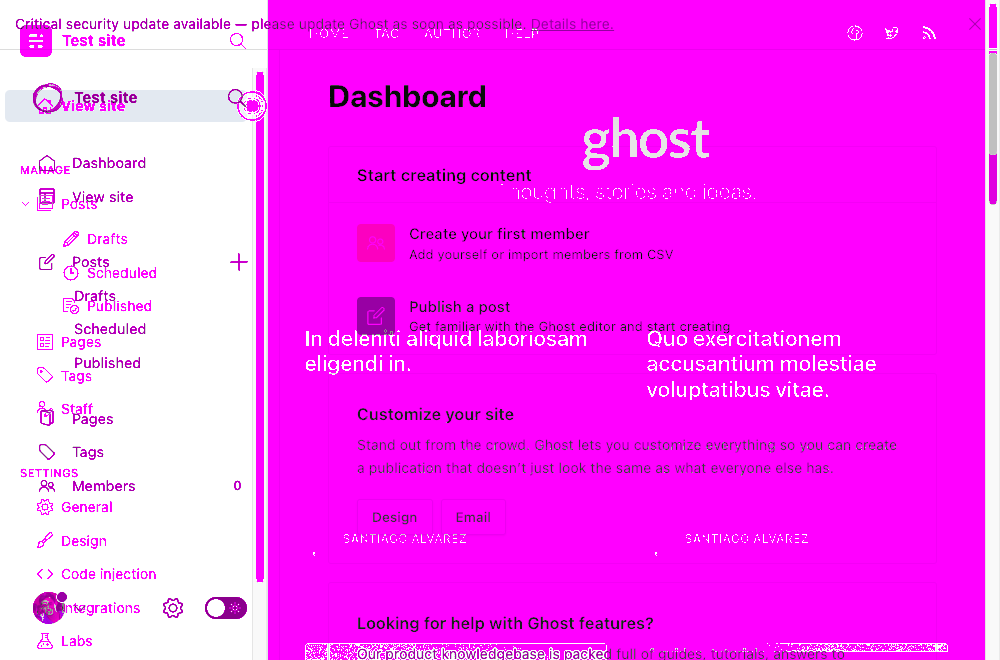 Critical security update available — please update Ghost as soon as possible. Details here.
Test site
HOME TAG AUTHOR HELP
Test site
View site
Dashboard
Dashboard
MANAGE
View site
Posts
Drafts
Posts
Scheduled
Drafts
Published
Scheduled
Pages
Published
Tags
Staff
Pages
Tags
SETTINGS
Members 0
General
Design
Code injection
Integrations
Labs
ghost
Start creating content
Thoughts, stories and ideas.
Create your first member
Add yourself or import members from CSV
Publish a post
Get familiar with the Ghost editor and start creating
In deleniti aliquid laboriosam
eligendi in.
Quo exercitationem
accusantium molestiae
voluptatibus vitae.
Customize your site
Stand out from the crowd. Ghost lets you customize everything so you can create
a publication that doesn't just look the same as what everyone else has.
Design Email
SANTIAGO ALVAREZ
SANTIAGO ALVAREZ
Looking for help with Ghost features?
Our product knowledgebase is packed full of guides, tutorials, answers to